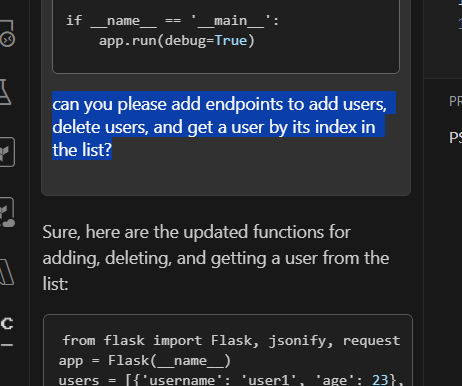 if __name__ == '__main__':
    app.run(debug=True)
can you please add endpoints to add users,
delete users, and get a user by its index in
the list?
Sure, here are the updated functions for
adding, deleting, and getting a user from the
list:
from flask import Flask, jsonify, request
app = Flask(__name__)
users = [{'username': 'user1', 'age': 23},
C
PR
PS